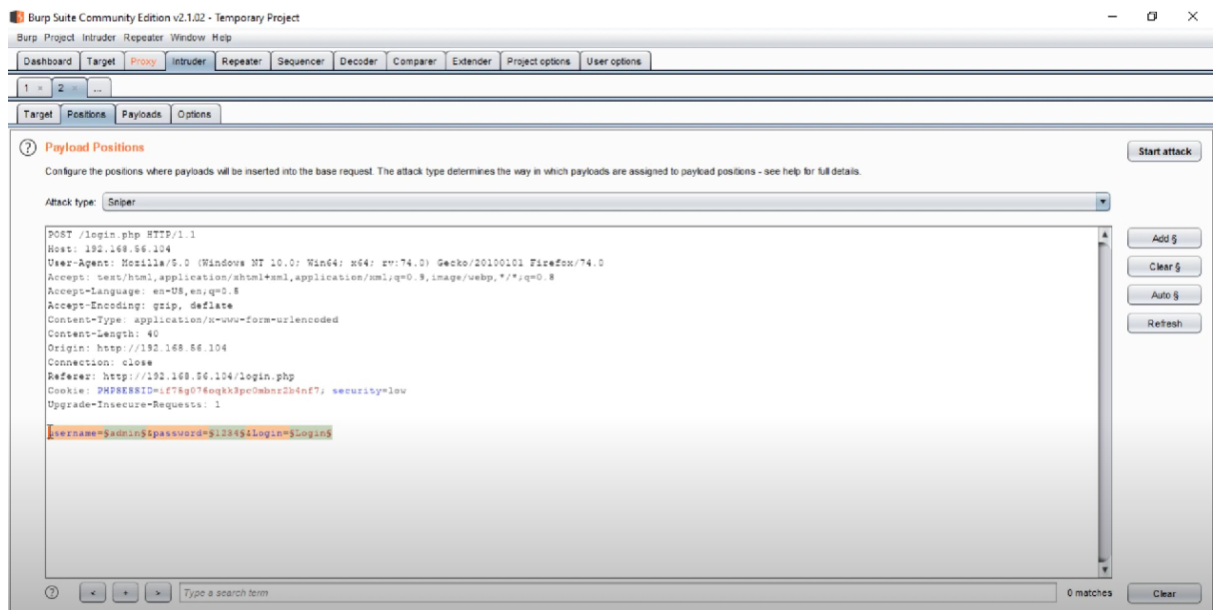 Burp Suite Community Edition v2.1.02 - Temporary Project
Burp Project Intruder Repeater Window Help
Dashboard Target Proxy Intruder Repeater Sequencer Decoder Comparer Extender Project options User options
1 × 2 × ...
Target Positions Payloads Options
? Payload Positions
Start attack
Configure the positions where payloads will be inserted into the base request. The attack type determines the way in which payloads are assigned to payload positions - see help for full details.
Attack type: Sniper
POST /login.php HTTP/1.1
Host: 192.168.56.104
User-Agent: Mozilla/5.0 (Windows NT 10.0; Win64; x64; rv:74.0) Gecko/20100101 Firefox/74.0
Accept: text/html,application/xhtml+xml,application/xml;q=0.8,image/webp,*/*;q=0.8
Accept-Language: en-US,en;q=0.8
Accept-Encoding: gzip, deflate
Content-Type: application/x-www-form-urlencoded
Content-Length: 40
Origin: http://192.168.56.104
Connection: close
Referer: http://192.168.56.104/login.php
Cookie: PHPSESSID= security=low
Upgrade-Insecure-Requests: 1
username=§admin§&password=§1234§&Login=§Login§
Add §
Clear §
Auto §
Refresh
? < + > Type a search term 0 matches Clear